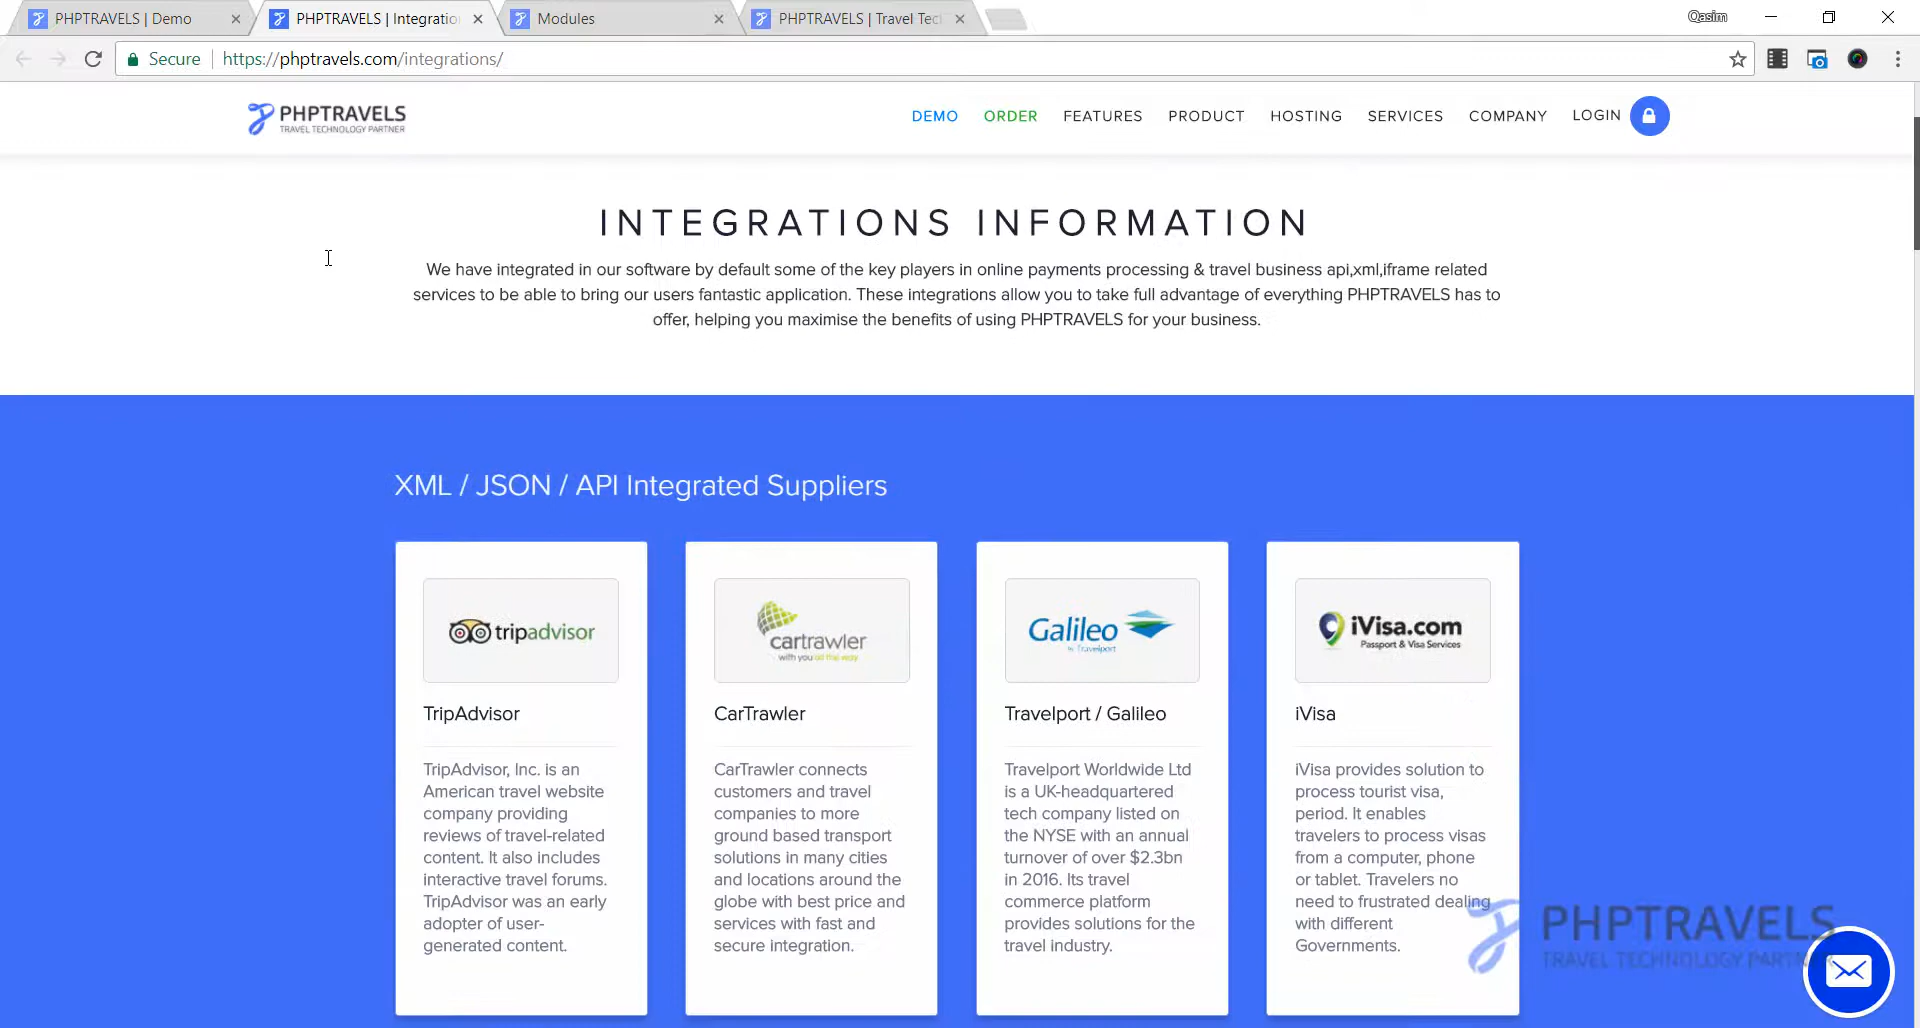 PHPTRAVELS | Demo
PHPTRAVELS | Integratio
Modules
PHPTRAVELS | Travel Tec
Qasim
Secure
https://phptravels.com/integrations/
PHPTRAVELS
TRAVEL TECHNOLOGY PARTNER
DEMO ORDER FEATURES PRODUCT HOSTING SERVICES COMPANY LOGIN
INTEGRATIONS INFORMATION
We have integrated in our software by default some of the key players in online payments processing & travel business api,xml,iframe related
services to be able to bring our users fantastic application. These integrations allow you to take full advantage of everything PHPTRAVELS has to
offer, helping you maximise the benefits of using PHPTRAVELS for your business.
XML / JSON / API Integrated Suppliers
tripadvisor
TripAdvisor
TripAdvisor, Inc. is an
American travel website
company providing
reviews of travel-related
content. It also includes
interactive travel forums.
TripAdvisor was an early
adopter of user-
generated content.
cartrawler
with you all the way
CarTrawler
CarTrawler connects
customers and travel
companies to more
ground based transport
solutions in many cities
and locations around the
globe with best price and
services with fast and
secure integration.
Galileo
by Travelport
Travelport / Galileo
Travelport Worldwide Ltd
is a UK-headquartered
tech company listed on
the NYSE with an annual
turnover of over $2.3bn
in 2016. Its travel
commerce platform
provides solutions for the
travel industry.
iVisa.com
Passport & Visa Services
iVisa
iVisa provides solution to
process tourist visa,
period. It enables
travelers to process visas
from a computer, phone
or tablet. Travelers no
need to frustrated dealing
with different
Governments.
PHPTRAVELS
TRAVEL TECHNOLOGY PARTNER